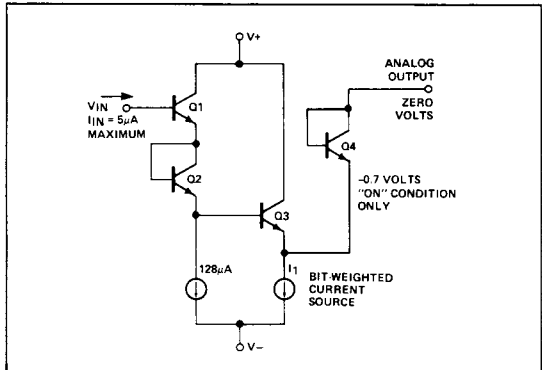 V+
VIN
IIN = 5μA
MAXIMUM
Q1
Q2
Q3
128μA
I1
BIT-WEIGHTED
CURRENT
SOURCE
V–
ANALOG
OUTPUT
ZERO
VOLTS
Q4
–0.7 VOLTS
"ON" CONDITION
ONLY